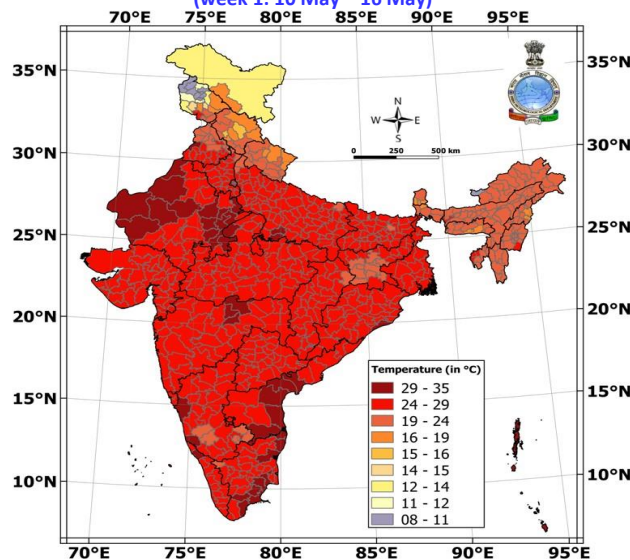 (Week 1: 10 May – 16 May)
70°E 75°E 80°E 85°E 90°E 95°E
35°N 35°N
30°N 30°N
25°N 25°N
20°N 20°N
15°N 15°N
10°N 10°N
N
W E
S
0 250 500 km
Temperature (in °C)
29 - 35
24 - 29
19 - 24
16 - 19
15 - 16
14 - 15
12 - 14
11 - 12
08 - 11
70°E 75°E 80°E 85°E 90°E 95°E